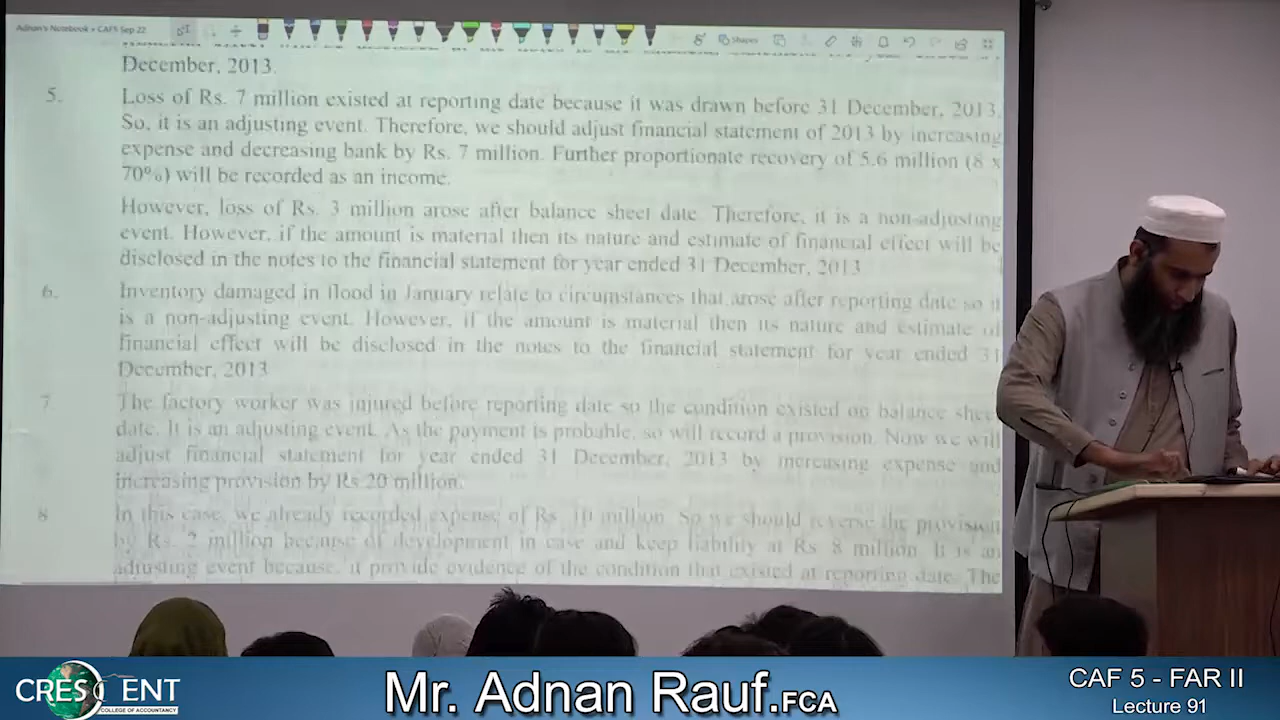 Adnan's Notebook • CAF5 Sep 22
Shapes
December, 2013.
5. Loss of Rs. 7 million existed at reporting date because it was drawn before 31 December, 2013.
So, it is an adjusting event. Therefore, we should adjust financial statement of 2013 by increasing
expense and decreasing bank by Rs. 7 million. Further proportionate recovery of 5.6 million (8 x
70%) will be recorded as an income.
However, loss of Rs. 3 million arose after balance sheet date. Therefore, it is a non-adjusting
event. However, if the amount is material then its nature and estimate of financial effect will be
disclosed in the notes to the financial statement for year ended 31 December, 2013
6. Inventory damaged in flood in January relate to circumstances that arose after reporting date so it
is a non-adjusting event. However, if the amount is material then its nature and estimate of
financial effect will be disclosed in the notes to the financial statement for year ended 31
December, 2013
7 The factory worker was injured before reporting date so the condition existed on balance sheet
date. It is an adjusting event. As the payment is probable, so will record a provision. Now we will
adjust financial statement for year ended 31 December, 2013 by increasing expense and
increasing provision by Rs 20 million.
8 In this case, we already recorded expense of Rs. 10 million. So we should reverse the provision
by Rs. 2 million because of development in case and keep liability at Rs. 8 million. It is an
adjusting event because, it provide evidence of the condition that existed at reporting date. The
CRESCENT
COLLEGE OF ACCOUNTANCY
Mr. Adnan Rauf.FCA
CAF 5 - FAR II
Lecture 91